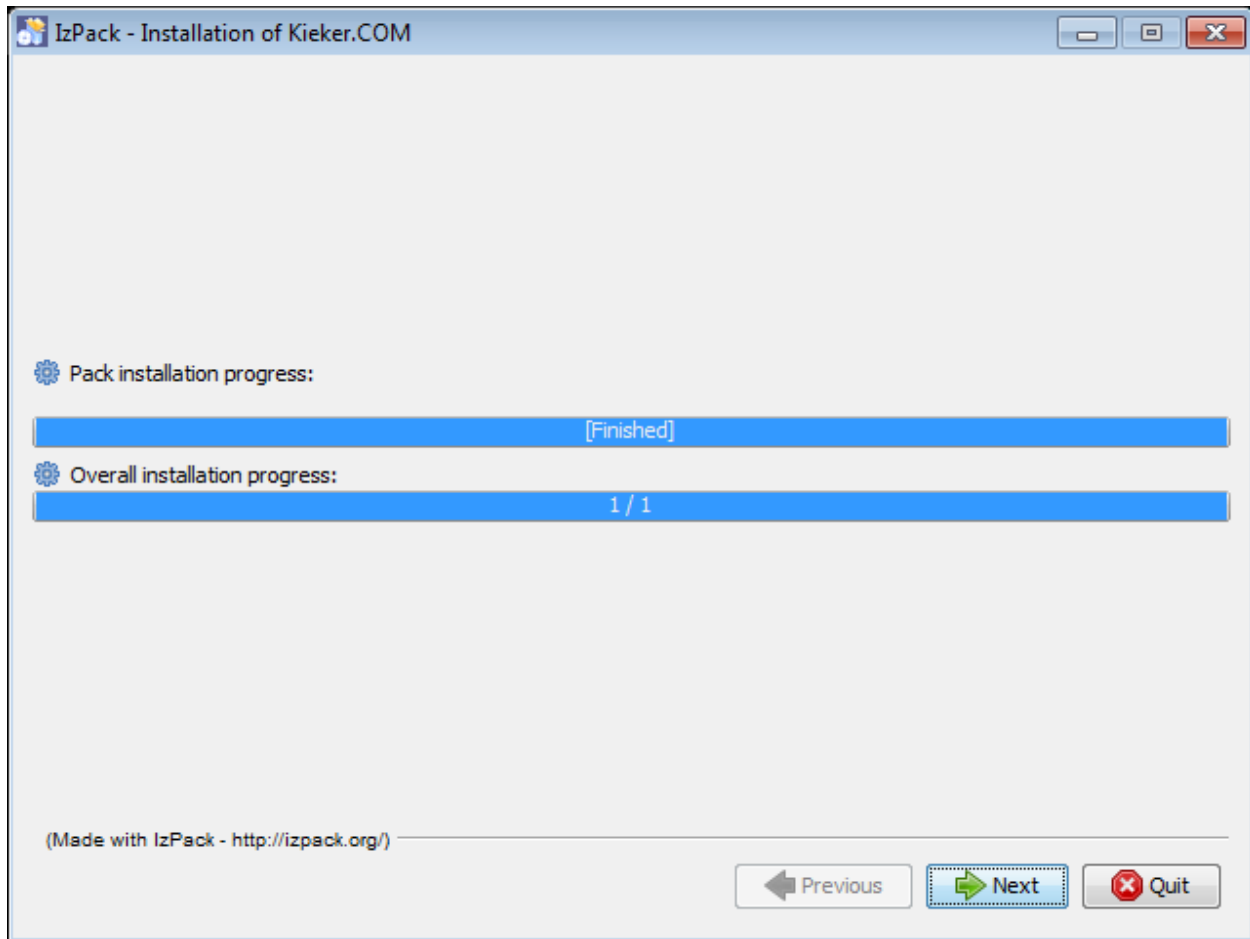 IzPack - Installation of Kieker.COM
Pack installation progress:
[Finished]
Overall installation progress:
1 / 1
(Made with IzPack - http://izpack.org/)
Previous Next Quit